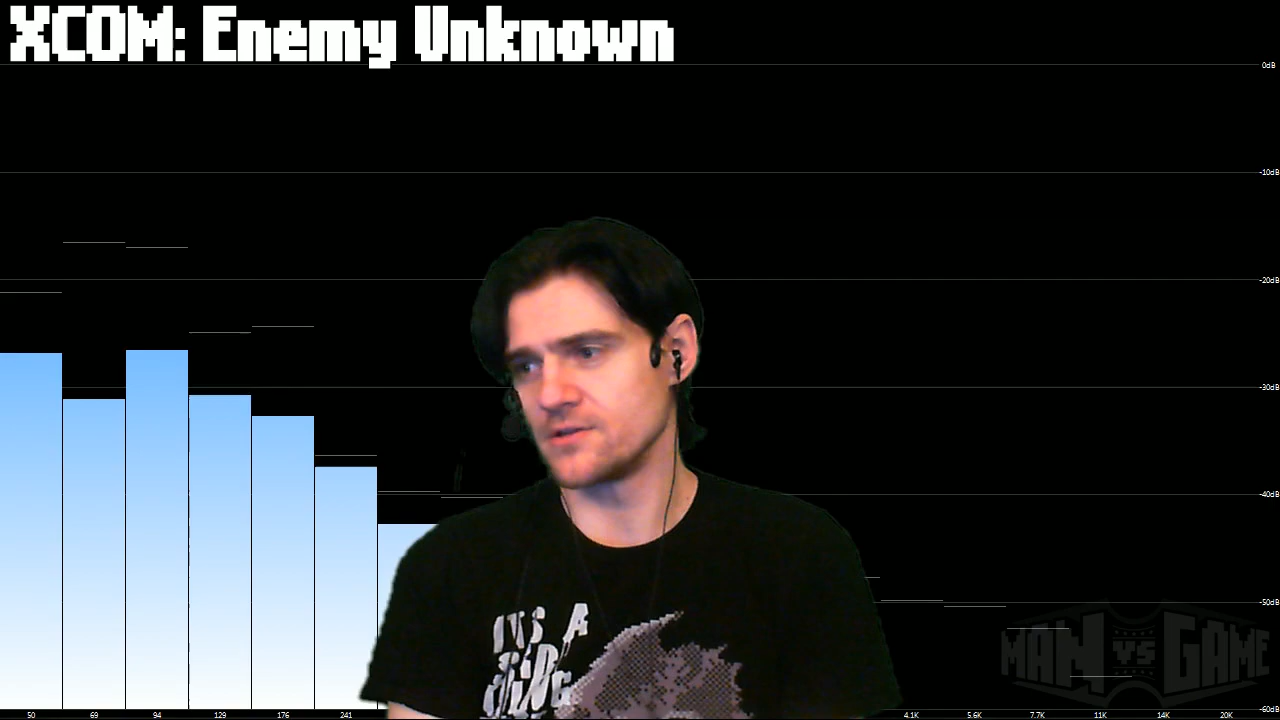 XCOM: Enemy Unknown
0dB
-10dB
-20dB
-30dB
-40dB
-50dB
-60dB
IT'S A
MAN VS GAME
50 69 94 129 176 241 4.1K 5.6K 7.7K 11K 14K 20K